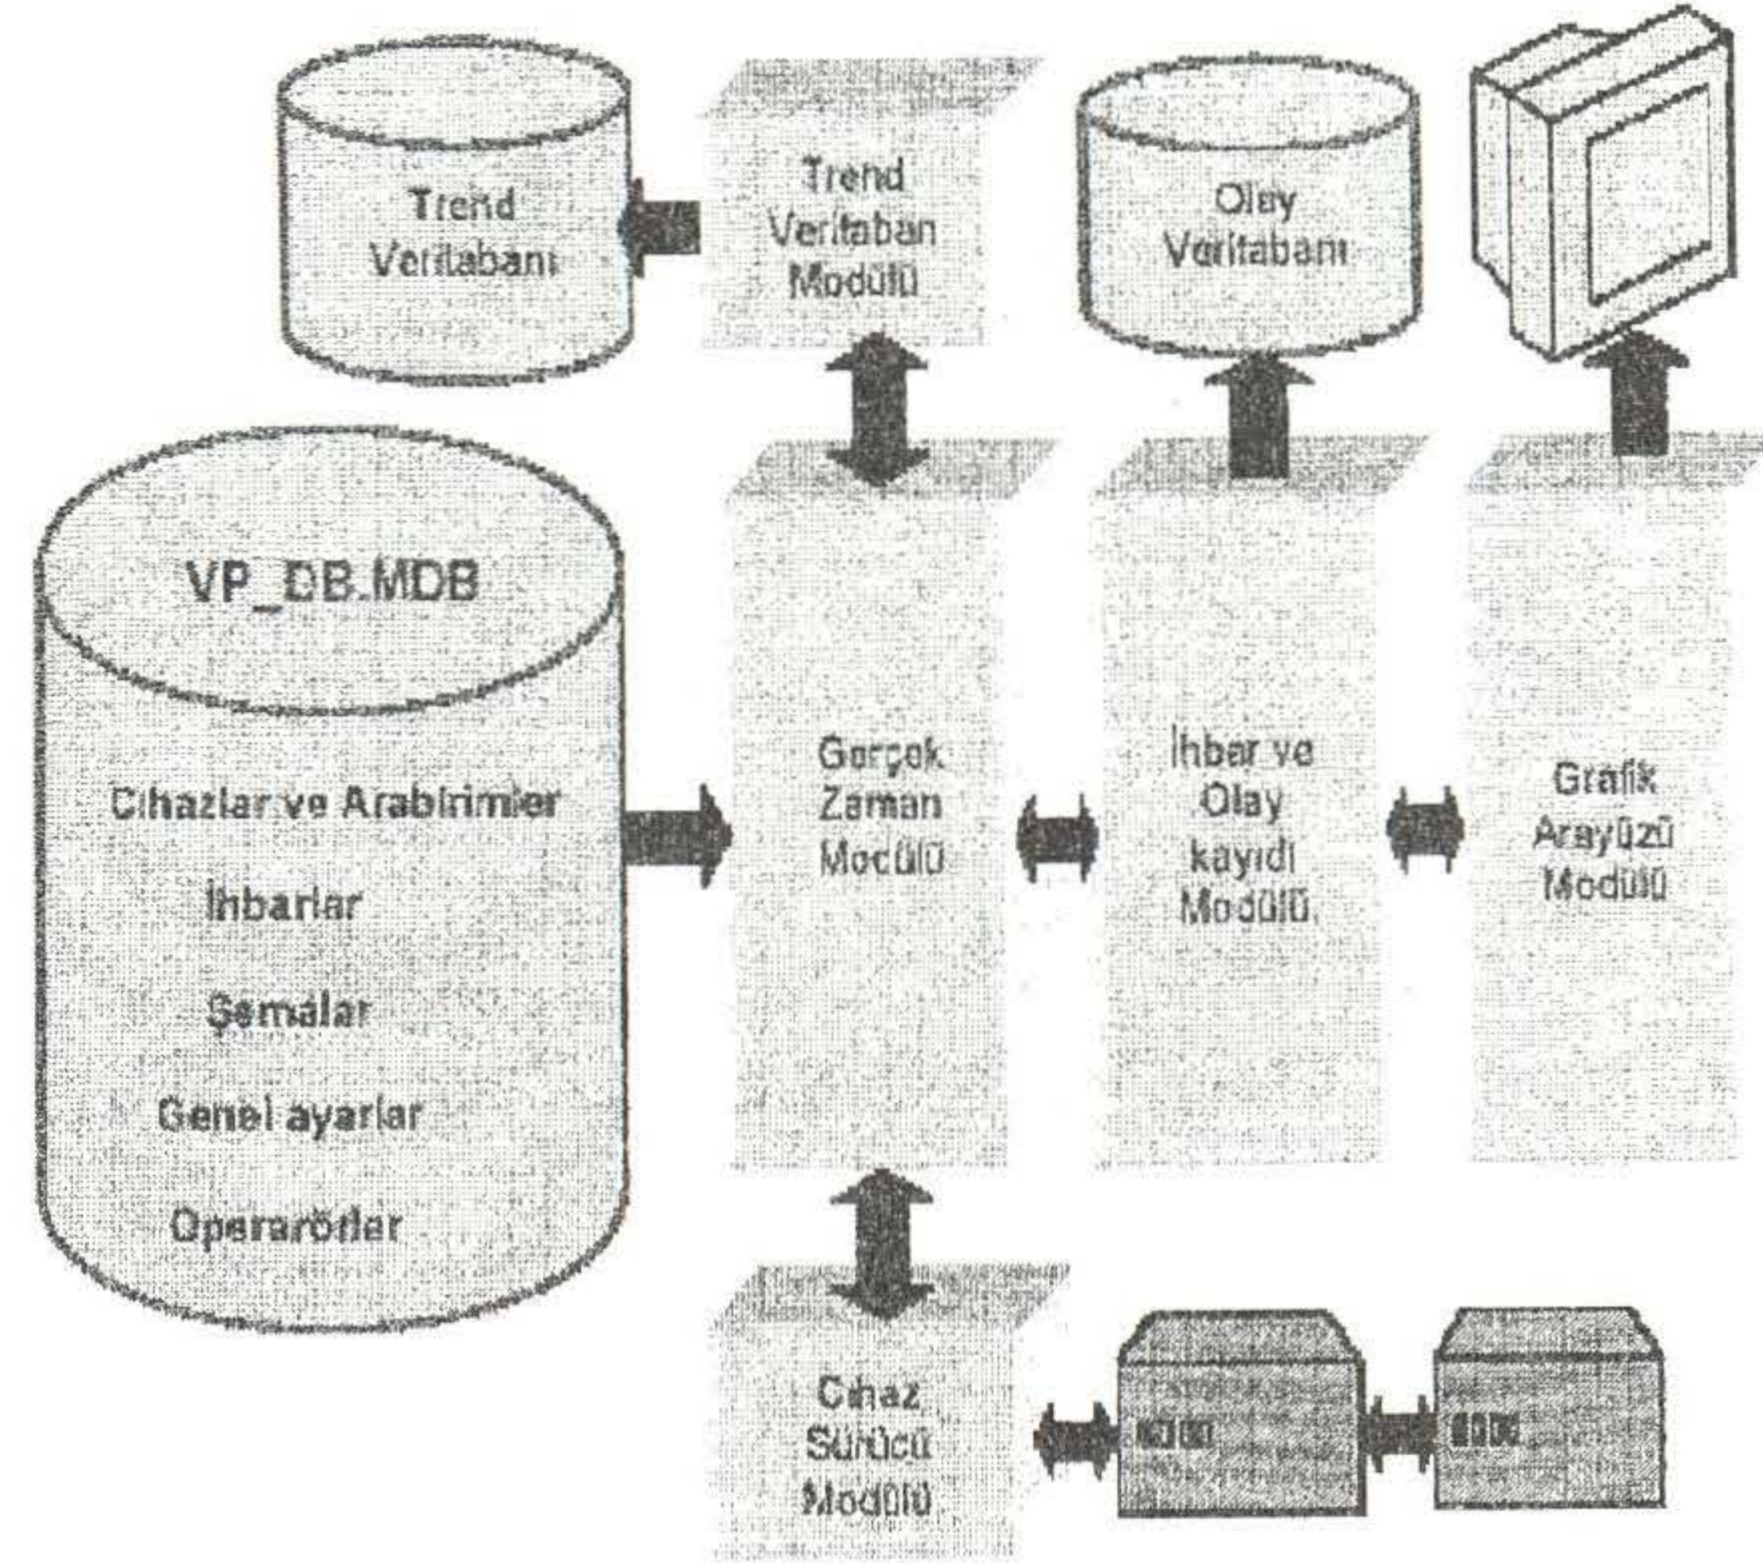 Trend
Veritabanı
Trend
Veritaban
Modülü
Olay
Veritabanı
VP_DB.MDB
Cihazlar ve Arabirimler
İhbarlar
Şemalar
Genel ayarlar
Operarörler
Gerçek
Zaman
Modülü
İhbar ve
Olay
kayıdı
Modülü
Grafik
Arayüzü
Modülü
Cihaz
Sürücü
Modülü